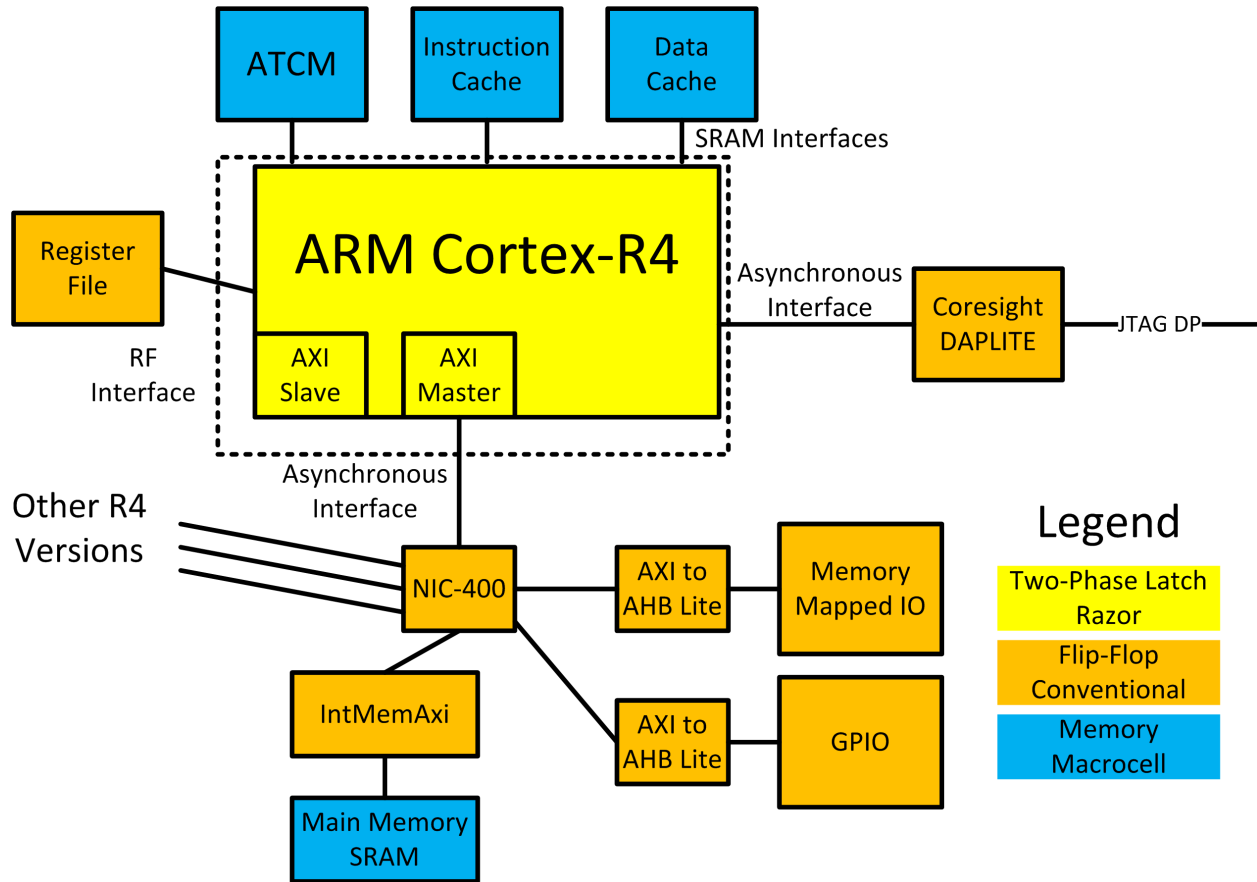 ATCM
Instruction
Cache
Data
Cache
SRAM Interfaces
Register
File
ARM Cortex-R4
Asynchronous
Interface
Coresight
DAPLITE
JTAG DP
RF
Interface
AXI
Slave
AXI
Master
Asynchronous
Interface
Other R4
Versions
NIC-400
AXI to
AHB Lite
Memory
Mapped IO
IntMemAxi
AXI to
AHB Lite
GPIO
Main Memory
SRAM
Legend
Two-Phase Latch
Razor
Flip-Flop
Conventional
Memory
Macrocell